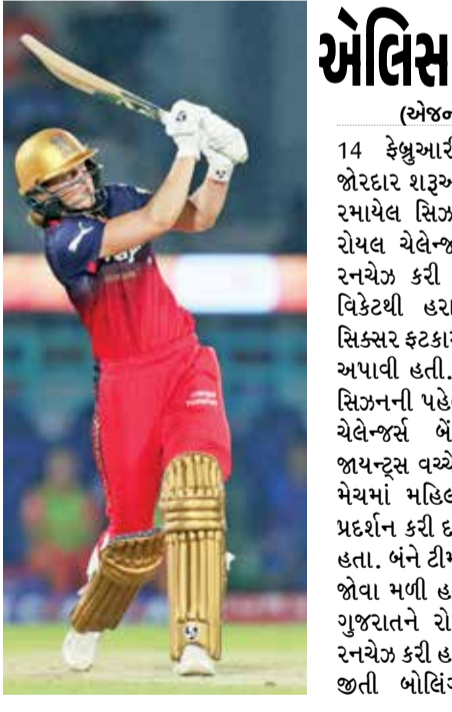 એલિસ
(એજન
14 ફેબ્રુઆરી
જોરદાર શરૂઅ
રમાયેલ સિઝ
રોયલ ચેલેન્જ
રનચેઝ કરી
વિકેટથી હરા
સિક્સર ફટકા
અપાવી હતી.
સિઝનની પહે
ચેલેન્જર્સ બેં
જાયન્ટ્સ વચ્ચે
મેચમાં મહિલ
પ્રદર્શન કરી દ
હતા. બંને ટીમ
જોવા મળી હ
ગુજરાતને રો
રનચેઝ કરી હ
જીતી બોલિંગ